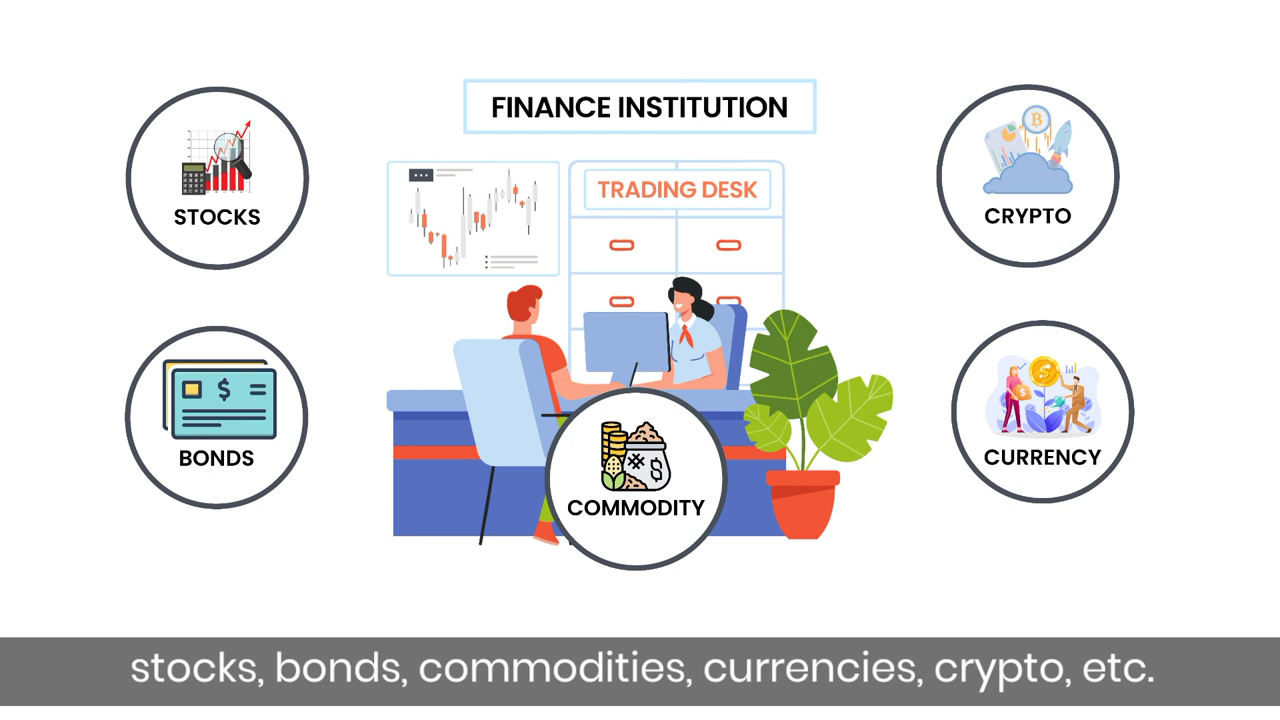 FINANCE INSTITUTION
TRADING DESK
STOCKS
CRYPTO
BONDS
CURRENCY
COMMODITY
stocks, bonds, commodities, currencies, crypto, etc.